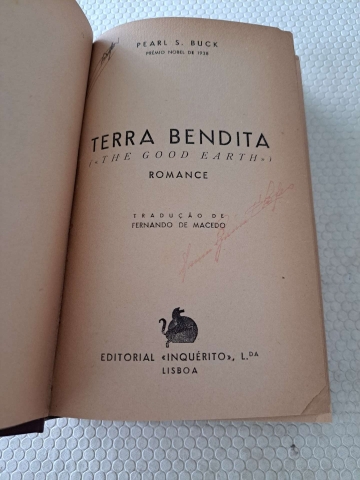 PEARL S. BUCK
PRÉMIO NOBEL DE 1938
TERRA BENDITA
(«THE GOOD EARTH»)
ROMANCE
TRADUÇÃO DE
FERNANDO DE MACEDO
EDITORIAL «INQUÉRITO», L.DA
LISBOA